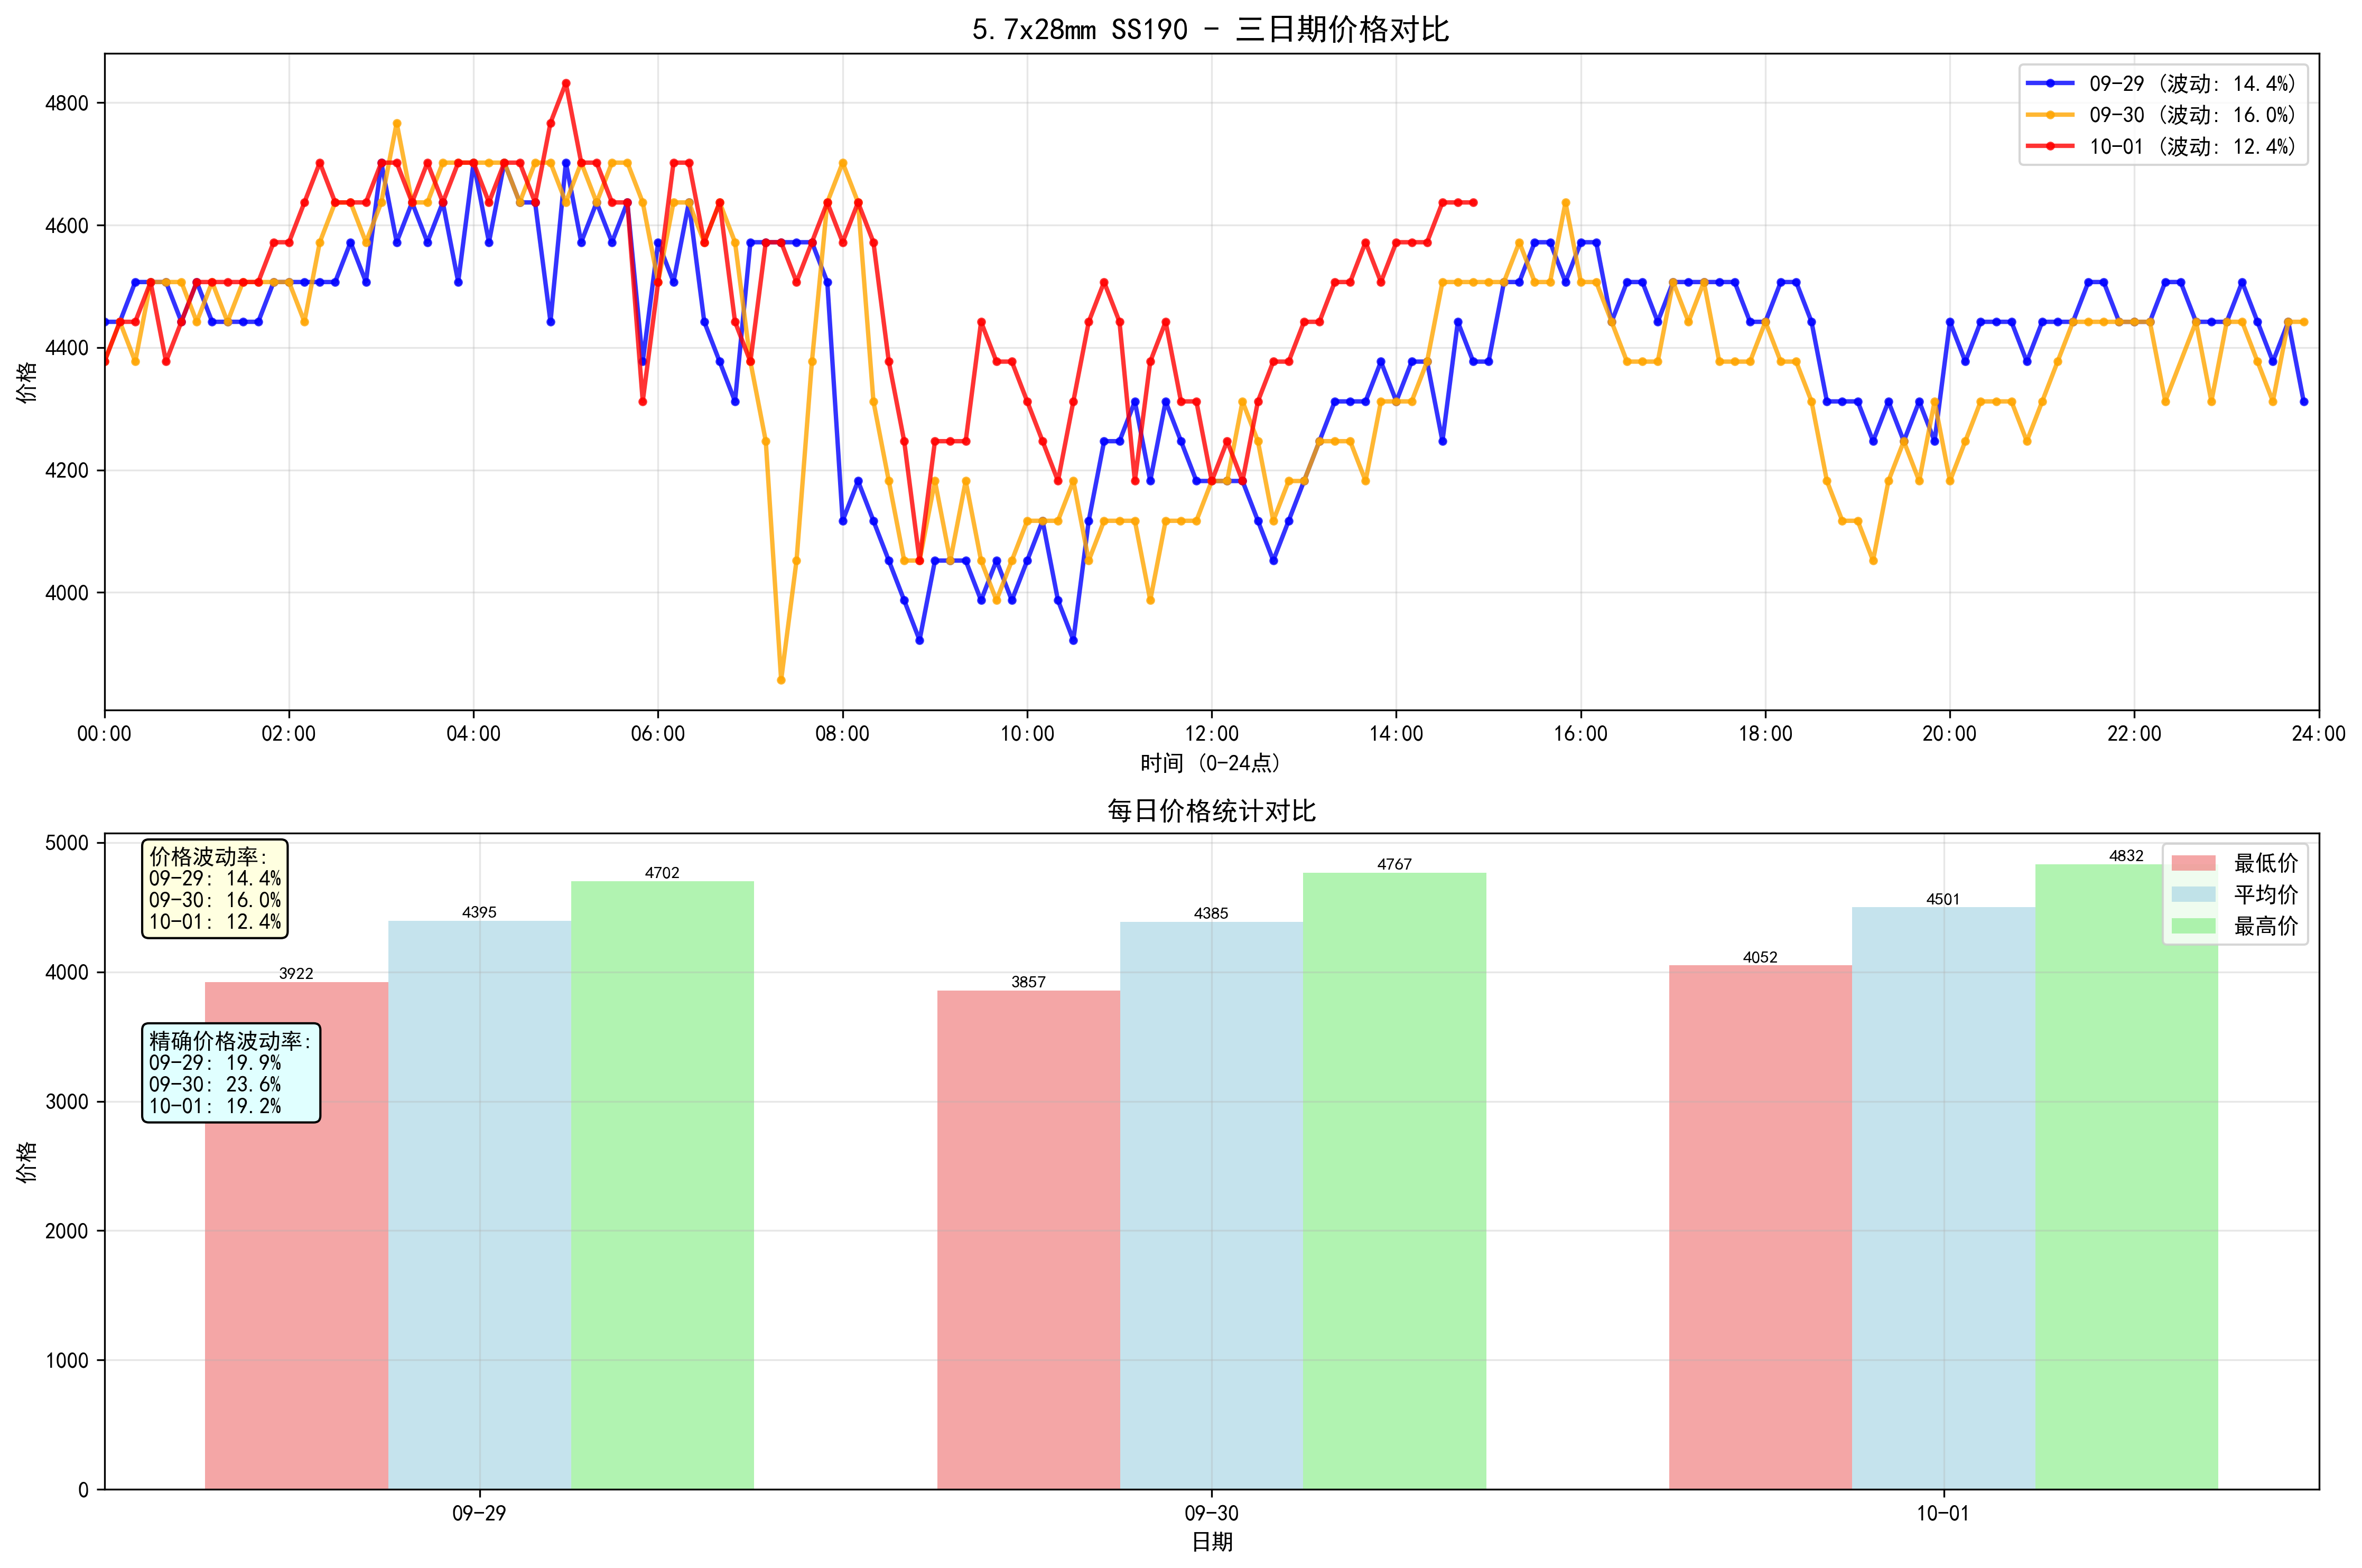 5.7x28mm SS190 - 三日期价格对比
09-29 (波动: 14.4%)
09-30 (波动: 16.0%)
10-01 (波动: 12.4%)
价格
4800
4600
4400
4200
4000
00:00 02:00 04:00 06:00 08:00 10:00 12:00 14:00 16:00 18:00 20:00 22:00 24:00
时间 (0-24点)
每日价格统计对比
价格波动率:
09-29: 14.4%
09-30: 16.0%
10-01: 12.4%
精确价格波动率:
09-29: 19.9%
09-30: 23.6%
10-01: 19.2%
最低价
平均价
最高价
3922 4395 4702 3857 4385 4767 4052 4501 4832
价格
5000
4000
3000
2000
1000
0
09-29 09-30 10-01
日期